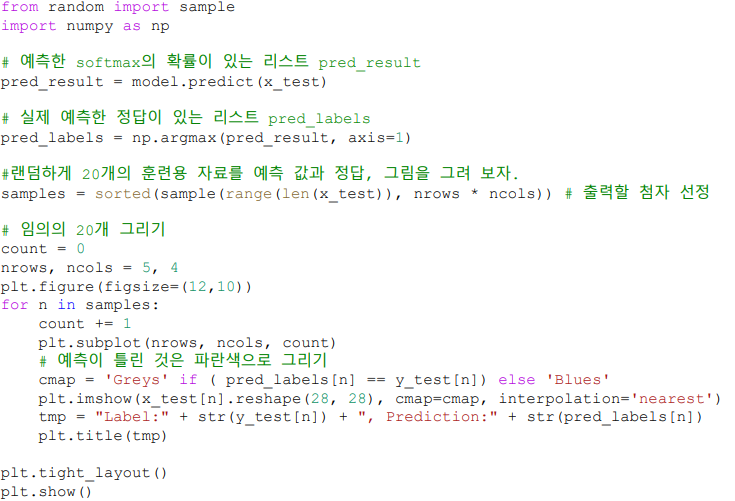 from random import sample
import numpy as np
# 예측한 softmax의 확률이 있는 리스트 pred_result
pred_result = model.predict(x_test)
# 실제 예측한 정답이 있는 리스트 pred_labels
pred_labels = np.argmax(pred_result, axis=1)
#랜덤하게 20개의 훈련용 자료를 예측 값과 정답, 그림을 그려 보자.
samples = sorted(sample(range(len(x_test)), nrows * ncols)) # 출력할 첨자 선정
# 임의의 20개 그리기
count = 0
nrows, ncols = 5, 4
plt.figure(figsize=(12,10))
for n in samples:
    count += 1
    plt.subplot(nrows, ncols, count)
    # 예측이 틀린 것은 파란색으로 그리기
    cmap = 'Greys' if ( pred_labels[n] == y_test[n]) else 'Blues'
    plt.imshow(x_test[n].reshape(28, 28), cmap=cmap, interpolation='nearest')
    tmp = "Label:" + str(y_test[n]) + ", Prediction:" + str(pred_labels[n])
    plt.title(tmp)
plt.tight_layout()
plt.show()